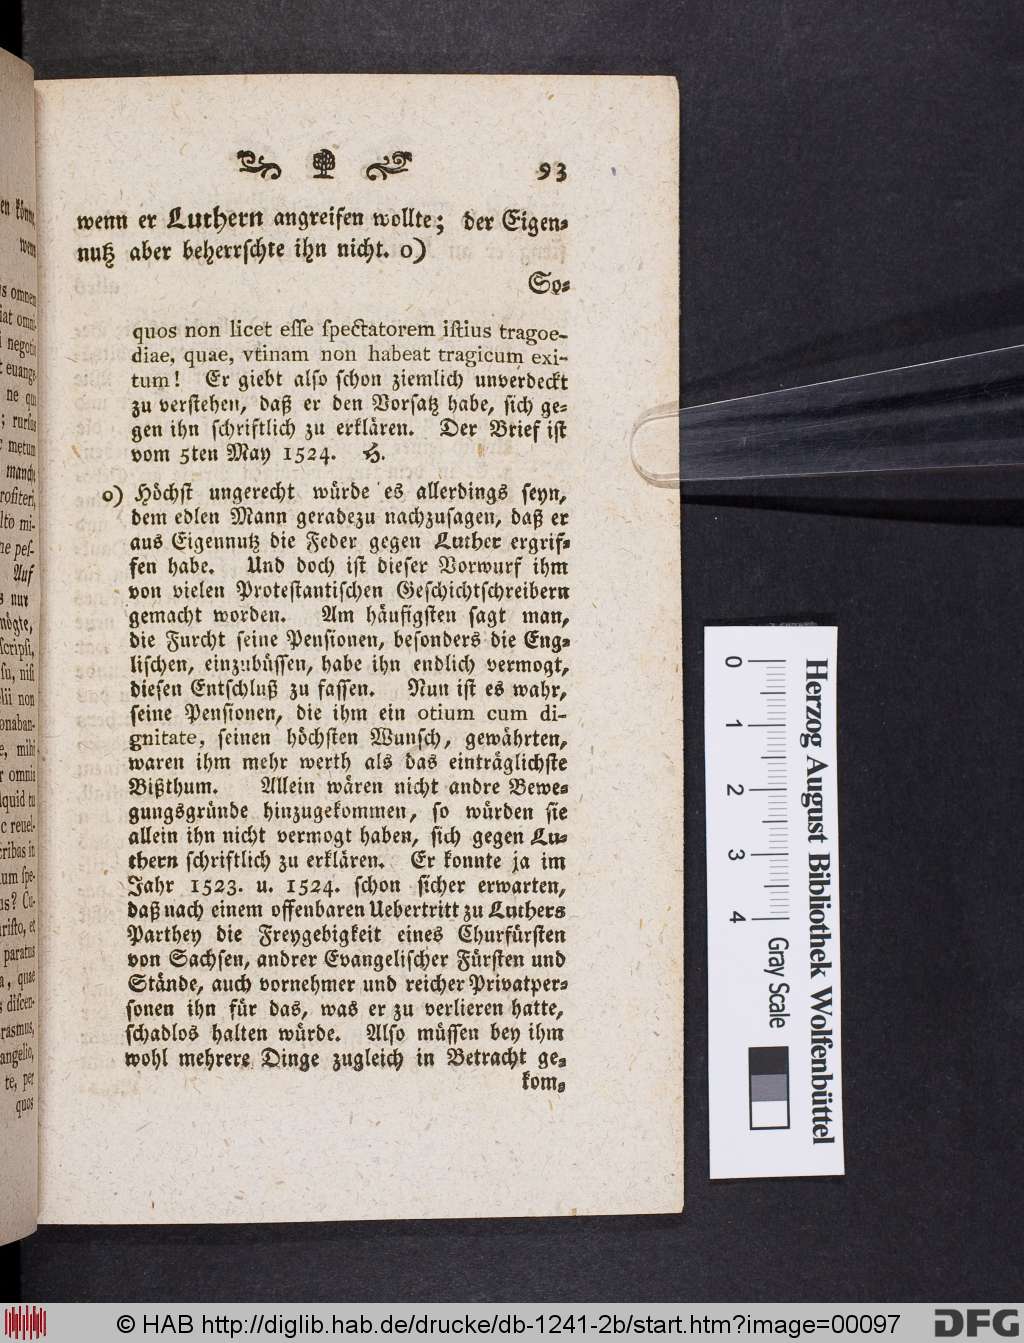 93
wenn er Luthern angreifen wollte; der Eigen-
nutz aber beherrschte ihn nicht. o)
So-
quos non licet eſſe ſpectatorem iſtius tragoe-
diae, quae, vtinam non habeat tragicum exi-
tum! Er giebt also schon ziemlich unverdeckt
zu verstehen, daß er den Vorsatz habe, sich ge-
gen ihn schriftlich zu erklären. Der Brief ist
vom 5ten May 1524. H.
o) Höchst ungerecht würde es allerdings seyn,
dem edlen Mann geradezu nachzusagen, daß er
aus Eigennutz die Feder gegen Luther ergrif-
fen habe. Und doch ist dieser Vorwurf ihm
von vielen Protestantischen Geschichtschreibern
gemacht worden. Am häufigsten sagt man,
die Furcht seine Pensionen, besonders die Eng-
lischen, einzubüssen, habe ihn endlich vermogt,
diesen Entschluß zu fassen. Nun ist es wahr,
seine Pensionen, die ihm ein otium cum di-
gnitate, seinen höchsten Wunsch, gewährten,
waren ihm mehr werth als das einträglichste
Bißthum. Allein wären nicht andre Bewe-
gungsgründe hinzugekommen, so würden sie
allein ihn nicht vermogt haben, sich gegen Lu-
thern schriftlich zu erklären. Er konnte ja im
Jahr 1523. u. 1524. schon sicher erwarten,
daß nach einem offenbaren Uebertritt zu Luthers
Parthey die Freygebigkeit eines Churfürsten
von Sachsen, andrer Evangelischer Fürsten und
Stände, auch vornehmer und reicher Privatper-
sonen ihn für das, was er zu verlieren hatte,
schadlos halten würde. Also müssen bey ihm
wohl mehrere Dinge zugleich in Betracht ge-
kom-
0 1 2 3 4
Gray Scale
Herzog August Bibliothek Wolfenbüttel
© HAB http://diglib.hab.de/drucke/db-1241-2b/start.htm?image=00097
DFG